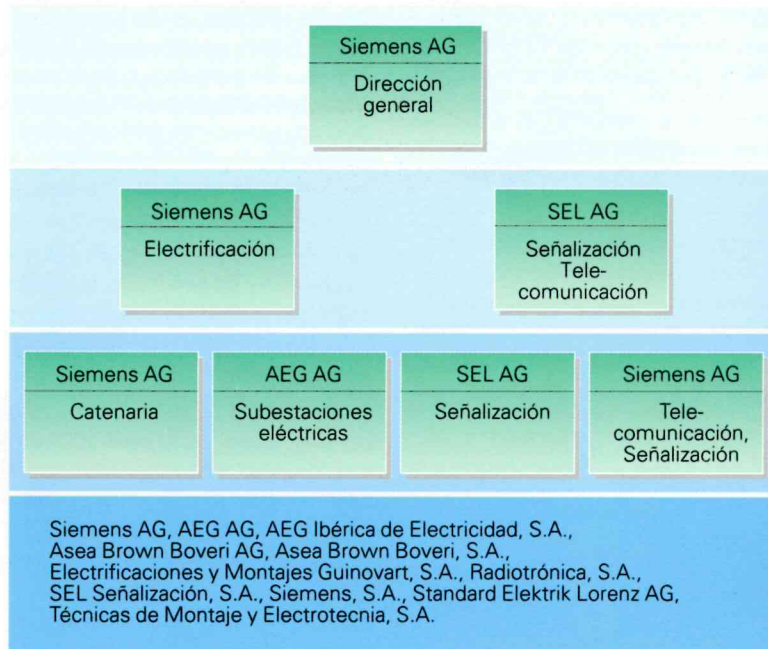 Siemens AG
Dirección
general
Siemens AG
Electrificación
SEL AG
Señalización
Tele-
comunicación
Siemens AG
Catenaria
AEG AG
Subestaciones
eléctricas
SEL AG
Señalización
Siemens AG
Tele-
comunicación,
Señalización
Siemens AG, AEG AG, AEG Ibérica de Electricidad, S.A.,
Asea Brown Boveri AG, Asea Brown Boveri, S.A.,
Electrificaciones y Montajes Guinovart, S.A., Radiotrónica, S.A.,
SEL Señalización, S.A., Siemens, S.A., Standard Elektrik Lorenz AG,
Técnicas de Montaje y Electrotecnia, S.A.